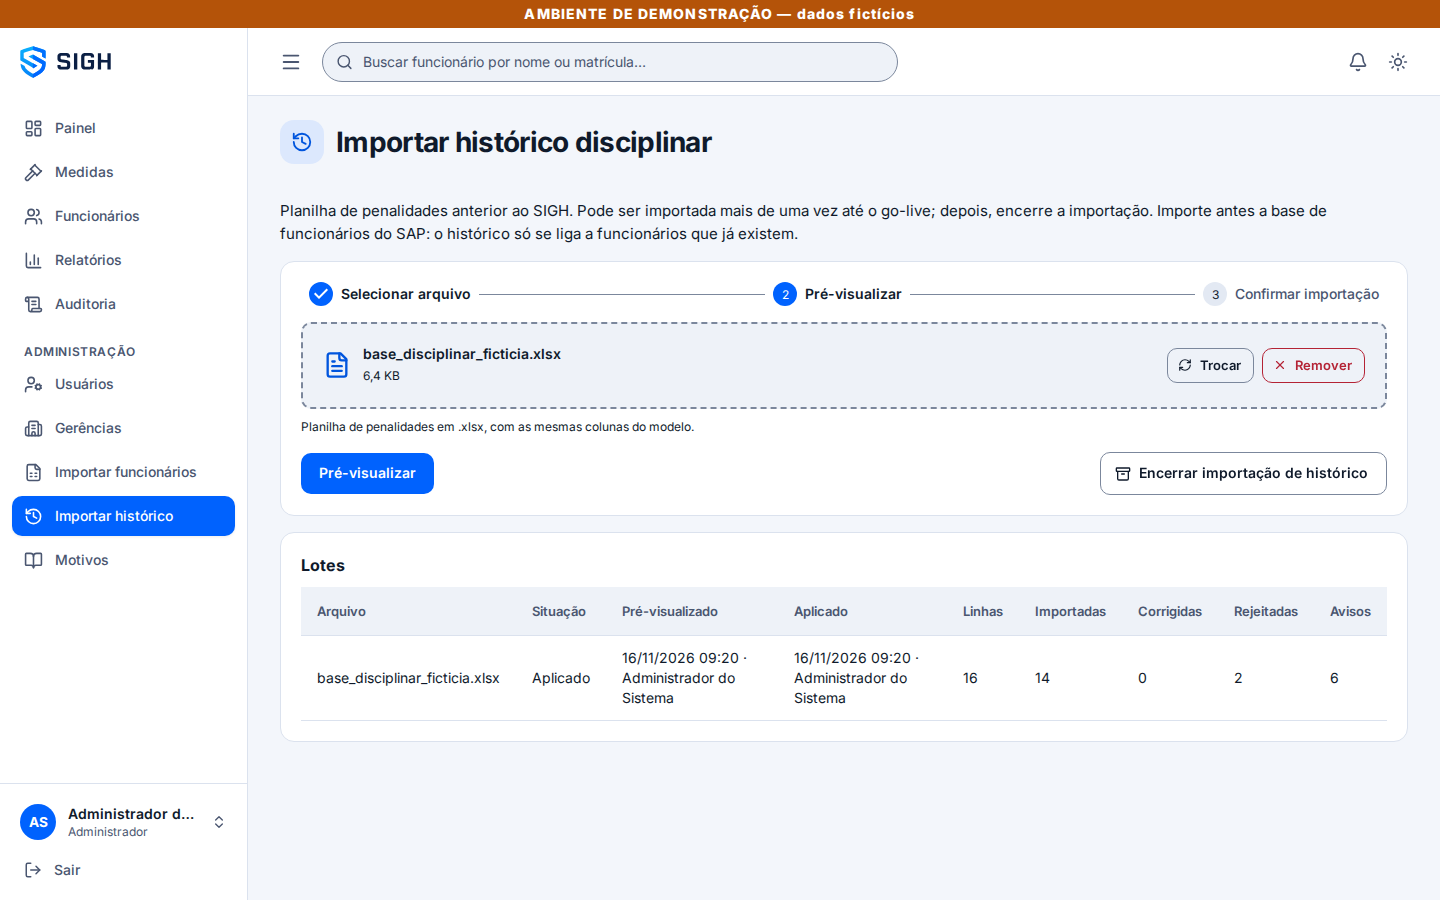 AMBIENTE DE DEMONSTRAÇÃO — dados fictícios
SIGH
Buscar funcionário por nome ou matrícula...
Painel
Medidas
Funcionários
Relatórios
Auditoria
ADMINISTRAÇÃO
Usuários
Gerências
Importar funcionários
Importar histórico
Motivos
AS
Administrador d...
Administrador
Sair
Importar histórico disciplinar
Planilha de penalidades anterior ao SIGH. Pode ser importada mais de uma vez até o go-live; depois, encerre a importação. Importe antes a base de
funcionários do SAP: o histórico só se liga a funcionários que já existem.
Selecionar arquivo
2 Pré-visualizar
3 Confirmar importação
base_disciplinar_ficticia.xlsx
6,4 KB
Trocar
Remover
Planilha de penalidades em .xlsx, com as mesmas colunas do modelo.
Pré-visualizar
Encerrar importação de histórico
Lotes
Arquivo Situação Pré-visualizado Aplicado Linhas Importadas Corrigidas Rejeitadas Avisos
base_disciplinar_ficticia.xlsx Aplicado 16/11/2026 09:20 · Administrador do Sistema 16/11/2026 09:20 · Administrador do Sistema 16 14 0 2 6